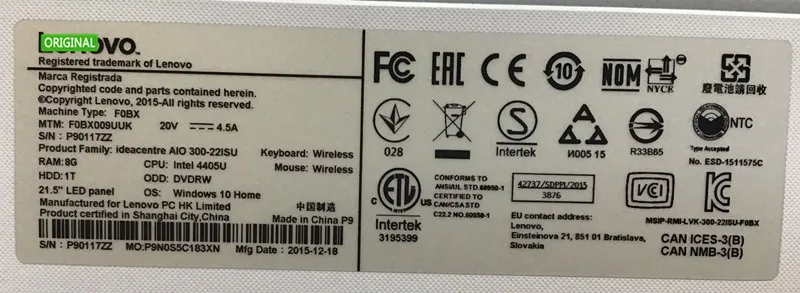 ORIGINAL
Lenovo
Registered trademark of Lenovo
Marca Registrada
Copyrighted code and parts contained herein.
©Copyright Lenovo, 2015-All rights reserved.
Machine Type: F0BX
MTM: F0BX009UUK 20V 4.5A
S/N: P90117ZZ
Product Family: ideacentre AIO 300-22ISU Keyboard: Wireless
RAM: 8G CPU: Intel 4405U Mouse: Wireless
HDD: 1T ODD: DVDRW
21.5" LED panel OS: Windows 10 Home
Manufactured for Lenovo PC HK Limited 中国制造
Product certified in Shanghai City,China Made in China P9
S/N: P90117ZZ MO:P9N0S5C183XN Mfg Date :2015-12-18
FC EAC CE 10 NOM NYCE 廢電池請回收
028 S Intertek И005 15 R33B65 Type Accepted NTC
No. ESD-1511575C
C ETL US
Intertek
3195399
CONFORMS TO
ANSI/UL STD.60950-1
CERTIFIED TO
CAN/CSA STD
C22.2 NO.60950-1
42737/SDPPI/2015
3876
EU contact address:
Lenovo,
Einsteinova 21, 851 01 Bratislava,
Slovakia
VCI
MSIP-RMI-LVK-300-22ISU-F0BX
CAN ICES-3(B)
CAN NMB-3(B)